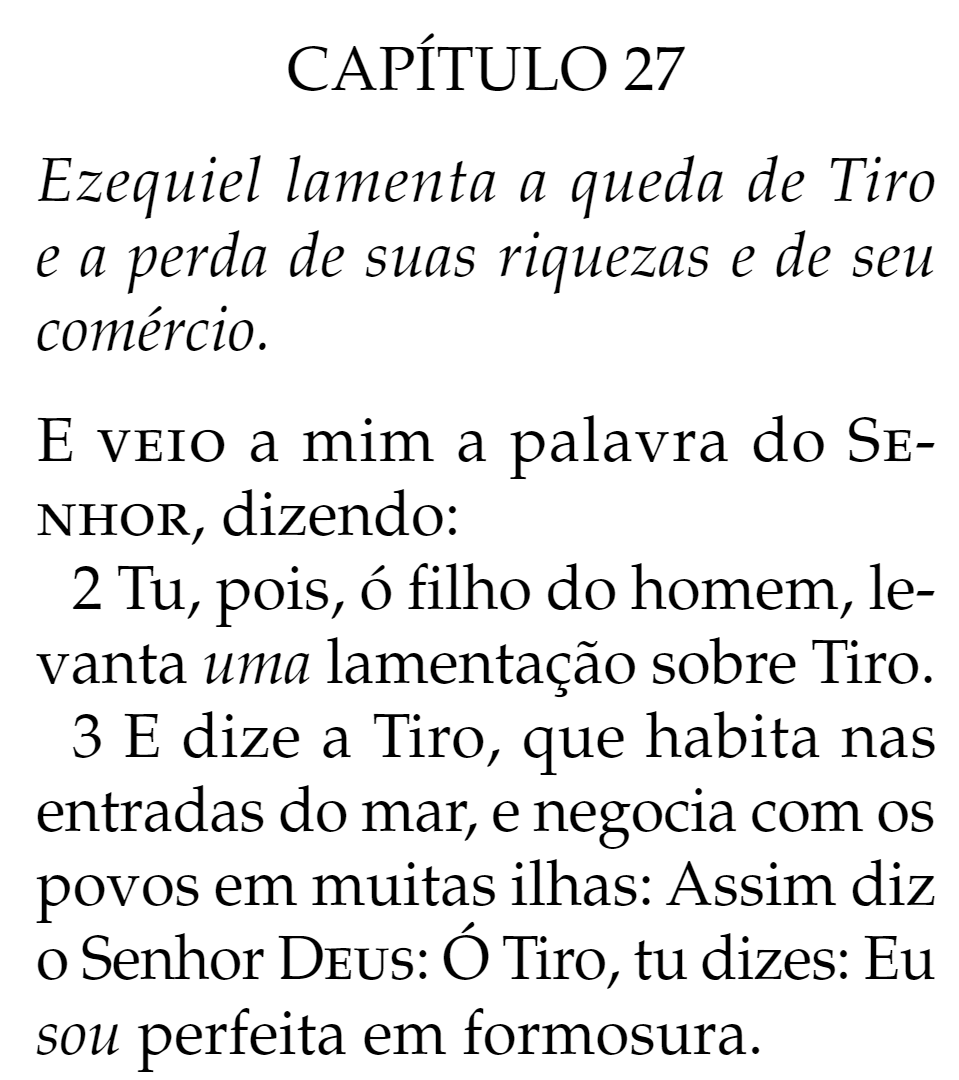 CAPÍTULO 27
Ezequiel lamenta a queda de Tiro
e a perda de suas riquezas e de seu
comércio.
E VEIO a mim a palavra do SE-
NHOR, dizendo:
2 Tu, pois, ó filho do homem, le-
vanta uma lamentação sobre Tiro.
3 E dize a Tiro, que habita nas
entradas do mar, e negocia com os
povos em muitas ilhas: Assim diz
o Senhor DEUS: Ó Tiro, tu dizes: Eu
sou perfeita em formosura.